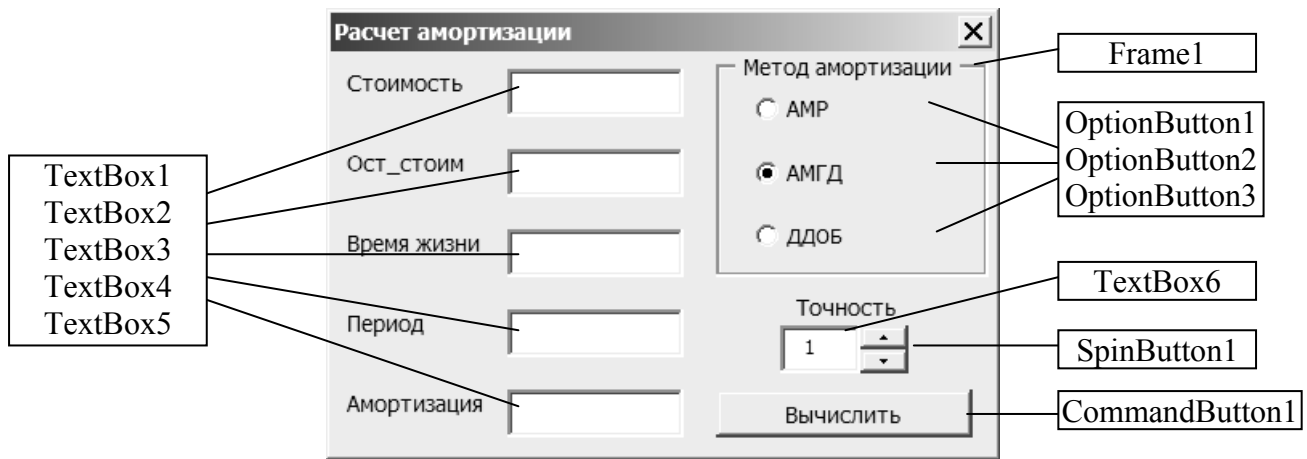 Расчет амортизации
Стоимость
Ост_стоим
Время жизни
Период
Амортизация
Метод амортизации
АМР
АМГД
ДДОБ
Точность
1
Вычислить
TextBox1
TextBox2
TextBox3
TextBox4
TextBox5
Frame1
OptionButton1
OptionButton2
OptionButton3
TextBox6
SpinButton1
CommandButton1